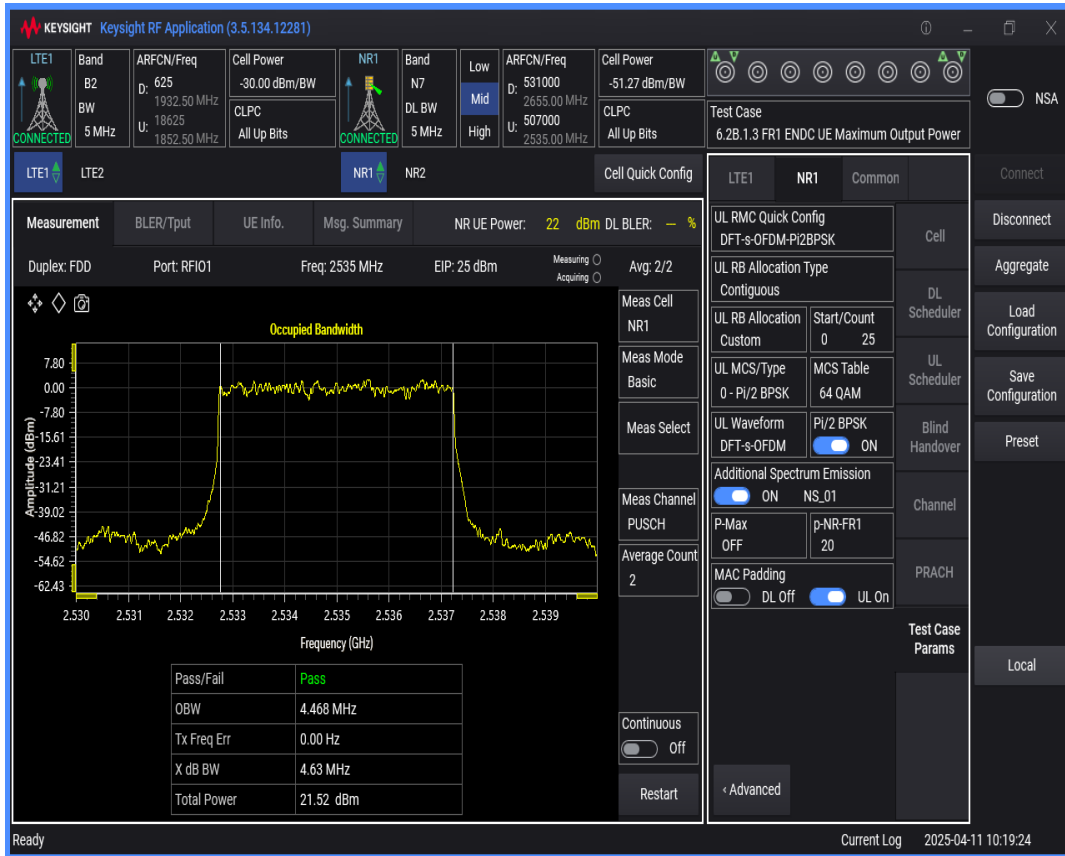 KEYSIGHT Keysight RF Application (3.5.134.12281)
LTE1
CONNECTED
Band
B2
BW
5 MHz
ARFCN/Freq
D: 625
1932.50 MHz
U: 18625
1852.50 MHz
Cell Power
-30.00 dBm/BW
CLPC
All Up Bits
NR1
CONNECTED
Band
N7
DL BW
5 MHz
Low
Mid
High
ARFCN/Freq
D: 531000
2655.00 MHz
U: 507000
2535.00 MHz
Cell Power
-51.27 dBm/BW
CLPC
All Up Bits
Test Case
6.2B.1.3 FR1 ENDC UE Maximum Output Power
NSA
LTE1 LTE2 NR1 NR2 Cell Quick Config
Measurement BLER/Tput UE Info. Msg. Summary NR UE Power: 22 dBm DL BLER: -- %
Duplex: FDD Port: RFIO1 Freq: 2535 MHz EIP: 25 dBm Measuring Acquiring Avg: 2/2
Occupied Bandwidth
Amplitude (dBm)
7.80
0.00
-7.80
-15.61
-23.41
-31.21
-39.02
-46.82
-54.62
-62.43
2.530 2.531 2.532 2.533 2.534 2.535 2.536 2.537 2.538 2.539
Frequency (GHz)
Pass/Fail Pass
OBW 4.468 MHz
Tx Freq Err 0.00 Hz
X dB BW 4.63 MHz
Total Power 21.52 dBm
Meas Cell
NR1
Meas Mode
Basic
Meas Select
Meas Channel
PUSCH
Average Count
2
Continuous
Off
Restart
LTE1 NR1 Common
UL RMC Quick Config
DFT-s-OFDM-Pi2BPSK
UL RB Allocation Type
Contiguous
UL RB Allocation
Custom
Start/Count
0 25
UL MCS/Type
0 - Pi/2 BPSK
MCS Table
64 QAM
UL Waveform
DFT-s-OFDM
Pi/2 BPSK
ON
Additional Spectrum Emission
ON NS_01
P-Max
OFF
p-NR-FR1
20
MAC Padding
DL Off UL On
‹ Advanced
Cell
DL
Scheduler
UL
Scheduler
Blind
Handover
Channel
PRACH
Test Case
Params
Connect
Disconnect
Aggregate
Load
Configuration
Save
Configuration
Preset
Local
Ready Current Log 2025-04-11 10:19:24